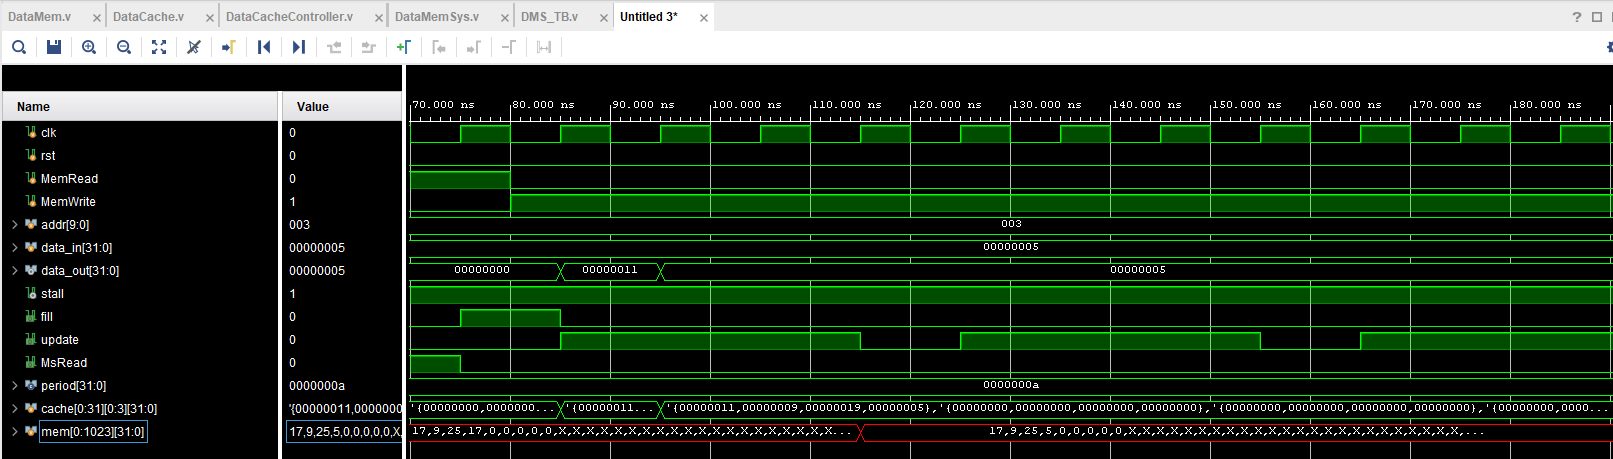 DataMem.v × DataCache.v × DataCacheController.v × DataMemSys.v × DMS_TB.v × Untitled 3* × ?
Name Value 70.000 ns 80.000 ns 90.000 ns 100.000 ns 110.000 ns 120.000 ns 130.000 ns 140.000 ns 150.000 ns 160.000 ns 170.000 ns 180.000 ns
clk 0
rst 0
MemRead 0
MemWrite 1
addr[9:0] 003 003
data_in[31:0] 00000005 00000005
data_out[31:0] 00000005 00000000 00000011 00000005
stall 1
fill 0
update 0
MsRead 0
period[31:0] 0000000a 0000000a
cache[0:31][0:3][31:0] '{00000011,0000000 '{00000000,0000000... '{00000011... '{00000011,00000009,00000019,00000005},'{00000000,00000000,00000000,00000000},'{00000000,00000000,00000000,00000000},'{00000000,0000...
mem[0:1023][31:0] 17,9,25,5,0,0,0,0,0,X, 17,9,25,17,0,0,0,0,0,X,X,X,X,X,X,X,X,X,X,X,X,X,X,X,X,X... 17,9,25,5,0,0,0,0,0,X,X,X,X,X,X,X,X,X,X,X,X,X,X,X,X,X,X,X,X,X,...